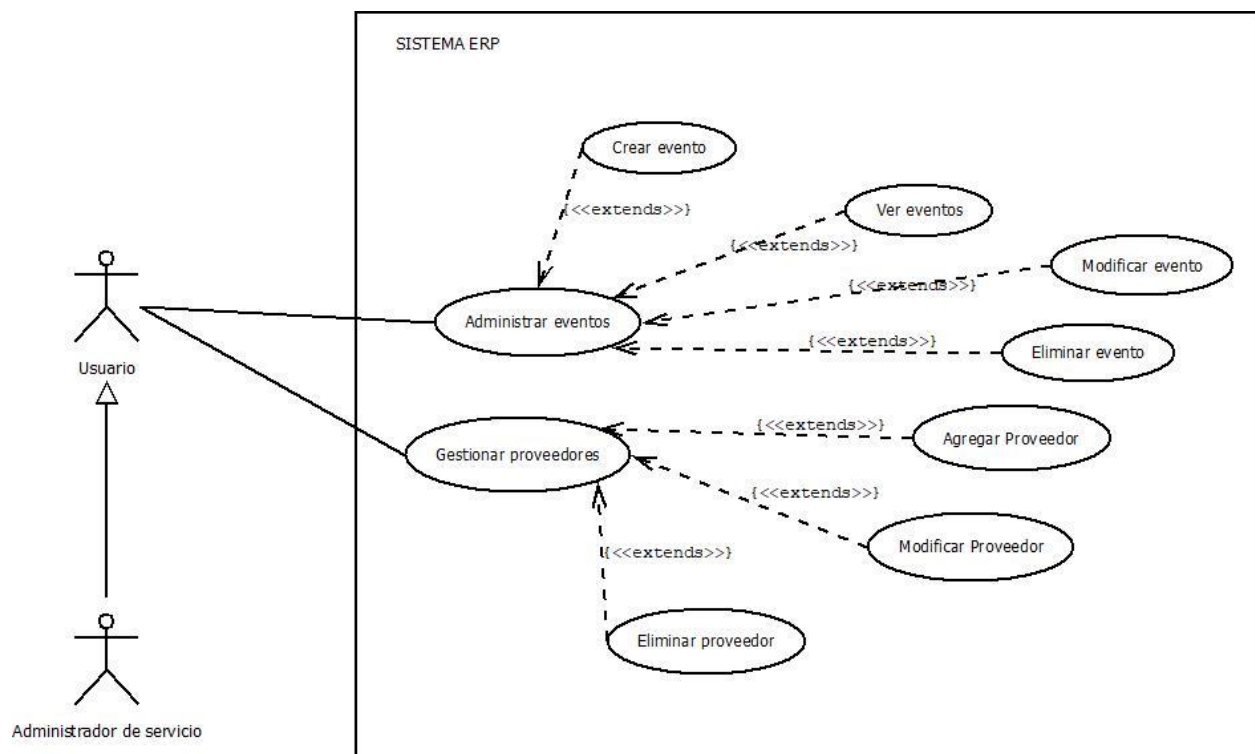 SISTEMA ERP
Crear evento
{<<extends>>}
Ver eventos
{<<extends>>}
Modificar evento
{<<extends>>}
Administrar eventos
{<<extends>>}
Eliminar evento
Usuario
{<<extends>>}
Agregar Proveedor
Gestionar proveedores
{<<extends>>}
Modificar Proveedor
{<<extends>>}
Eliminar proveedor
Administrador de servicio